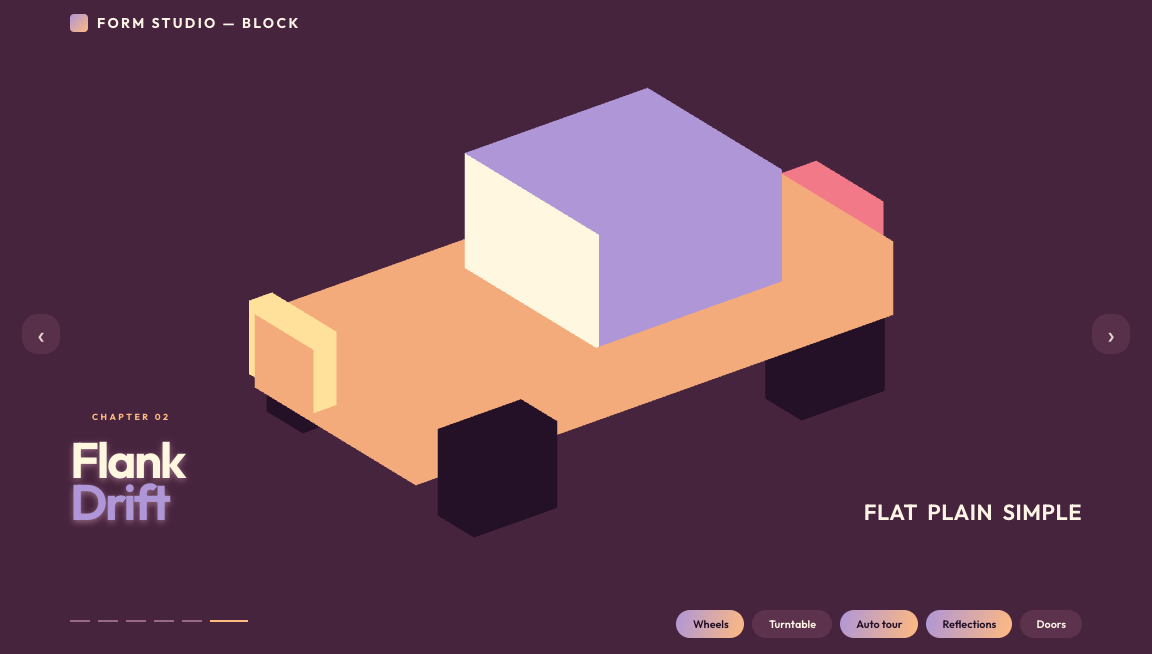 FORM STUDIO — BLOCK
‹
›
CHAPTER 02
Flank
Drift
FLAT PLAIN SIMPLE
Wheels
Turntable
Auto tour
Reflections
Doors